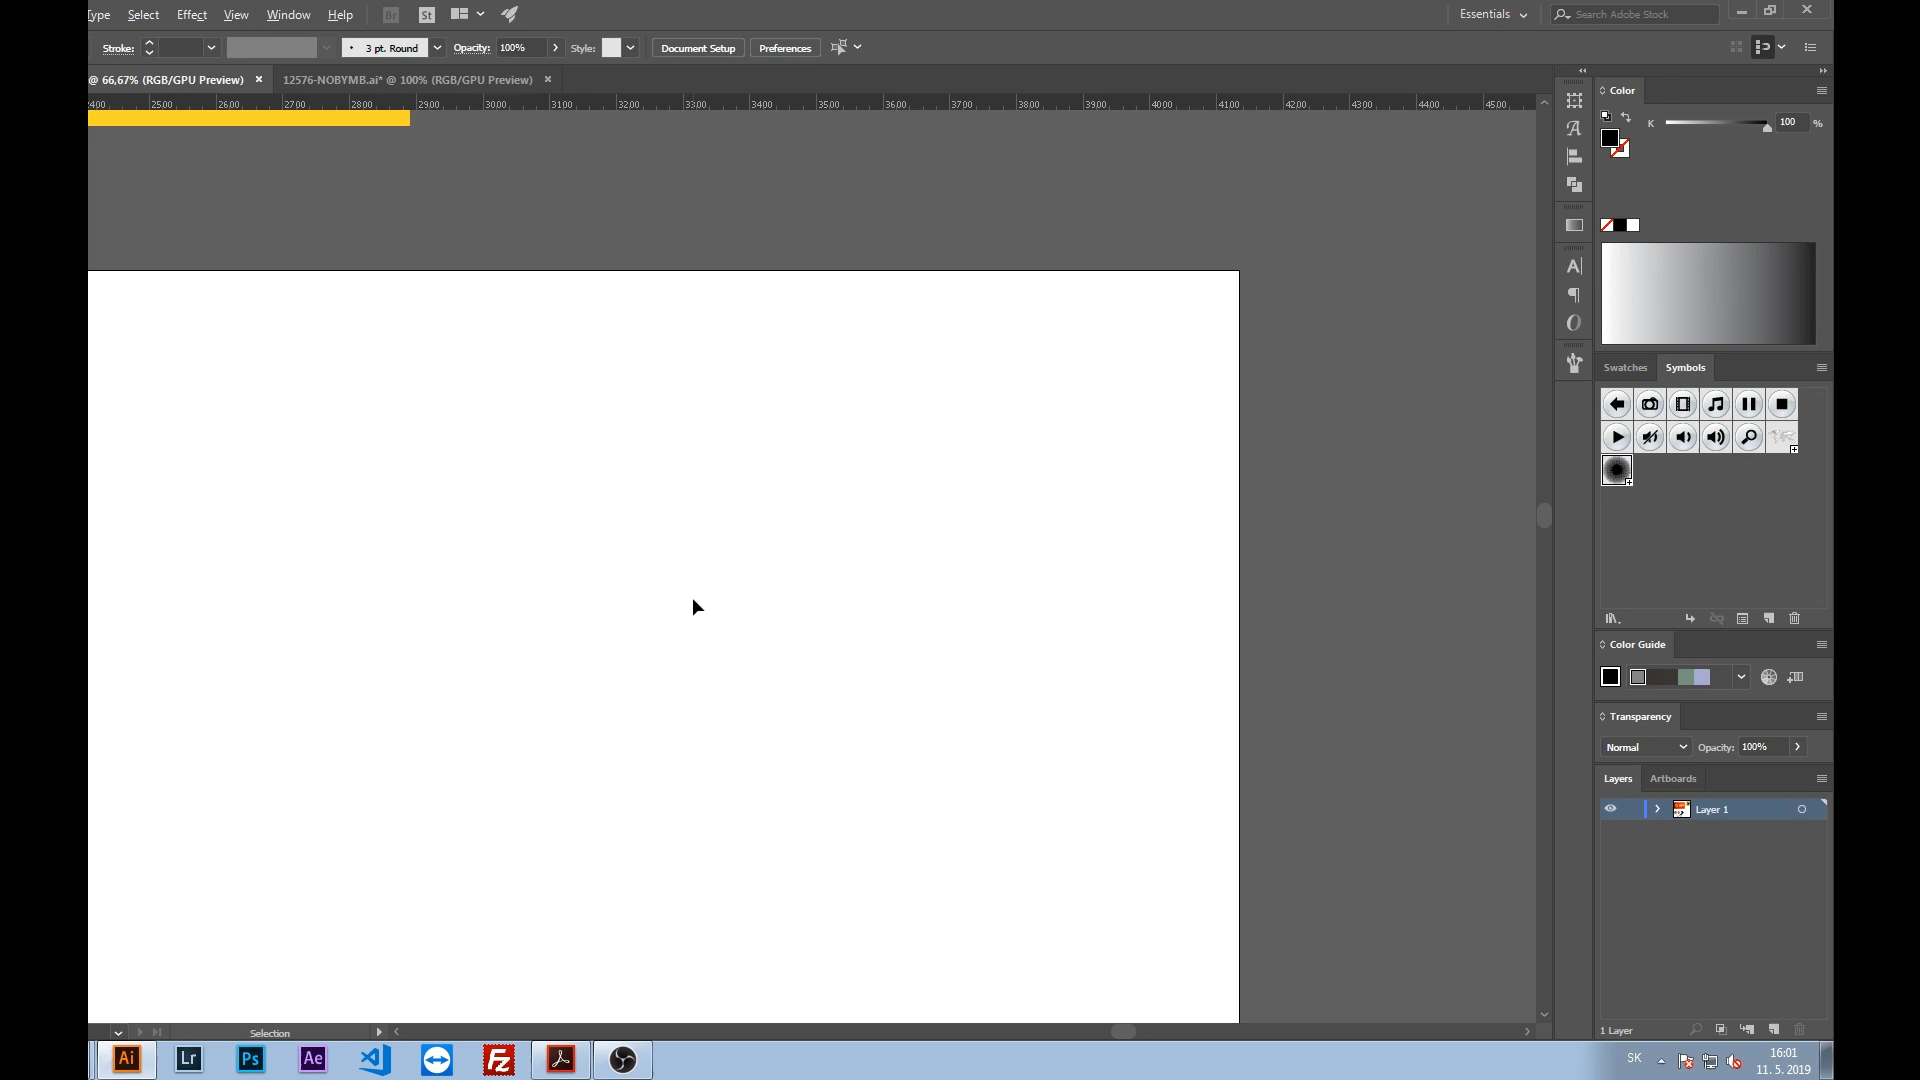 Type Select Effect View Window Help Br St Essentials Search Adobe Stock
Stroke: 3 pt. Round Opacity: 100% Style: Document Setup Preferences
@ 66,67% (RGB/GPU Preview) × 12576-NOBYMB.ai* @ 100% (RGB/GPU Preview) ×
2400 2500 2600 2700 2800 2900 3000 3100 3200 3300 3400 3500 3600 3700 3800 3900 4000 4100 4200 4300 4400 4500
Color
K 100 %
Swatches Symbols
Color Guide
Transparency
Normal Opacity: 100%
Layers Artboards
Layer 1
1 Layer
Selection
Ai Lr Ps Ae Fz
SK 16:01
11. 5. 2019